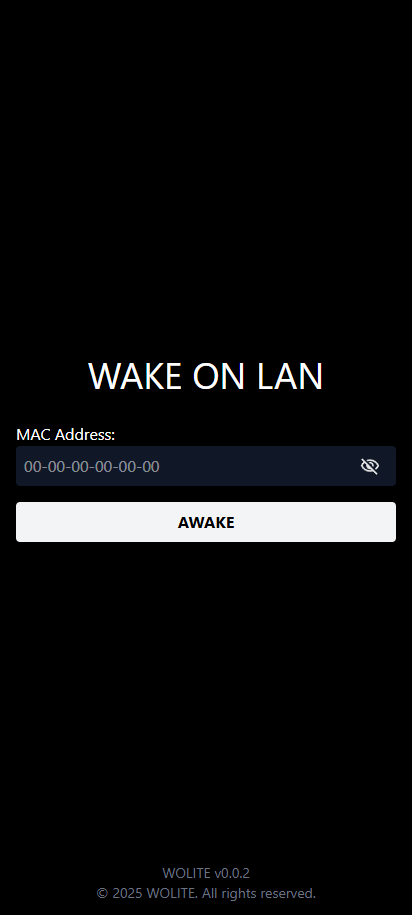 WAKE ON LAN
MAC Address:
00-00-00-00-00-00
AWAKE
WOLITE v0.0.2
© 2025 WOLITE. All rights reserved.